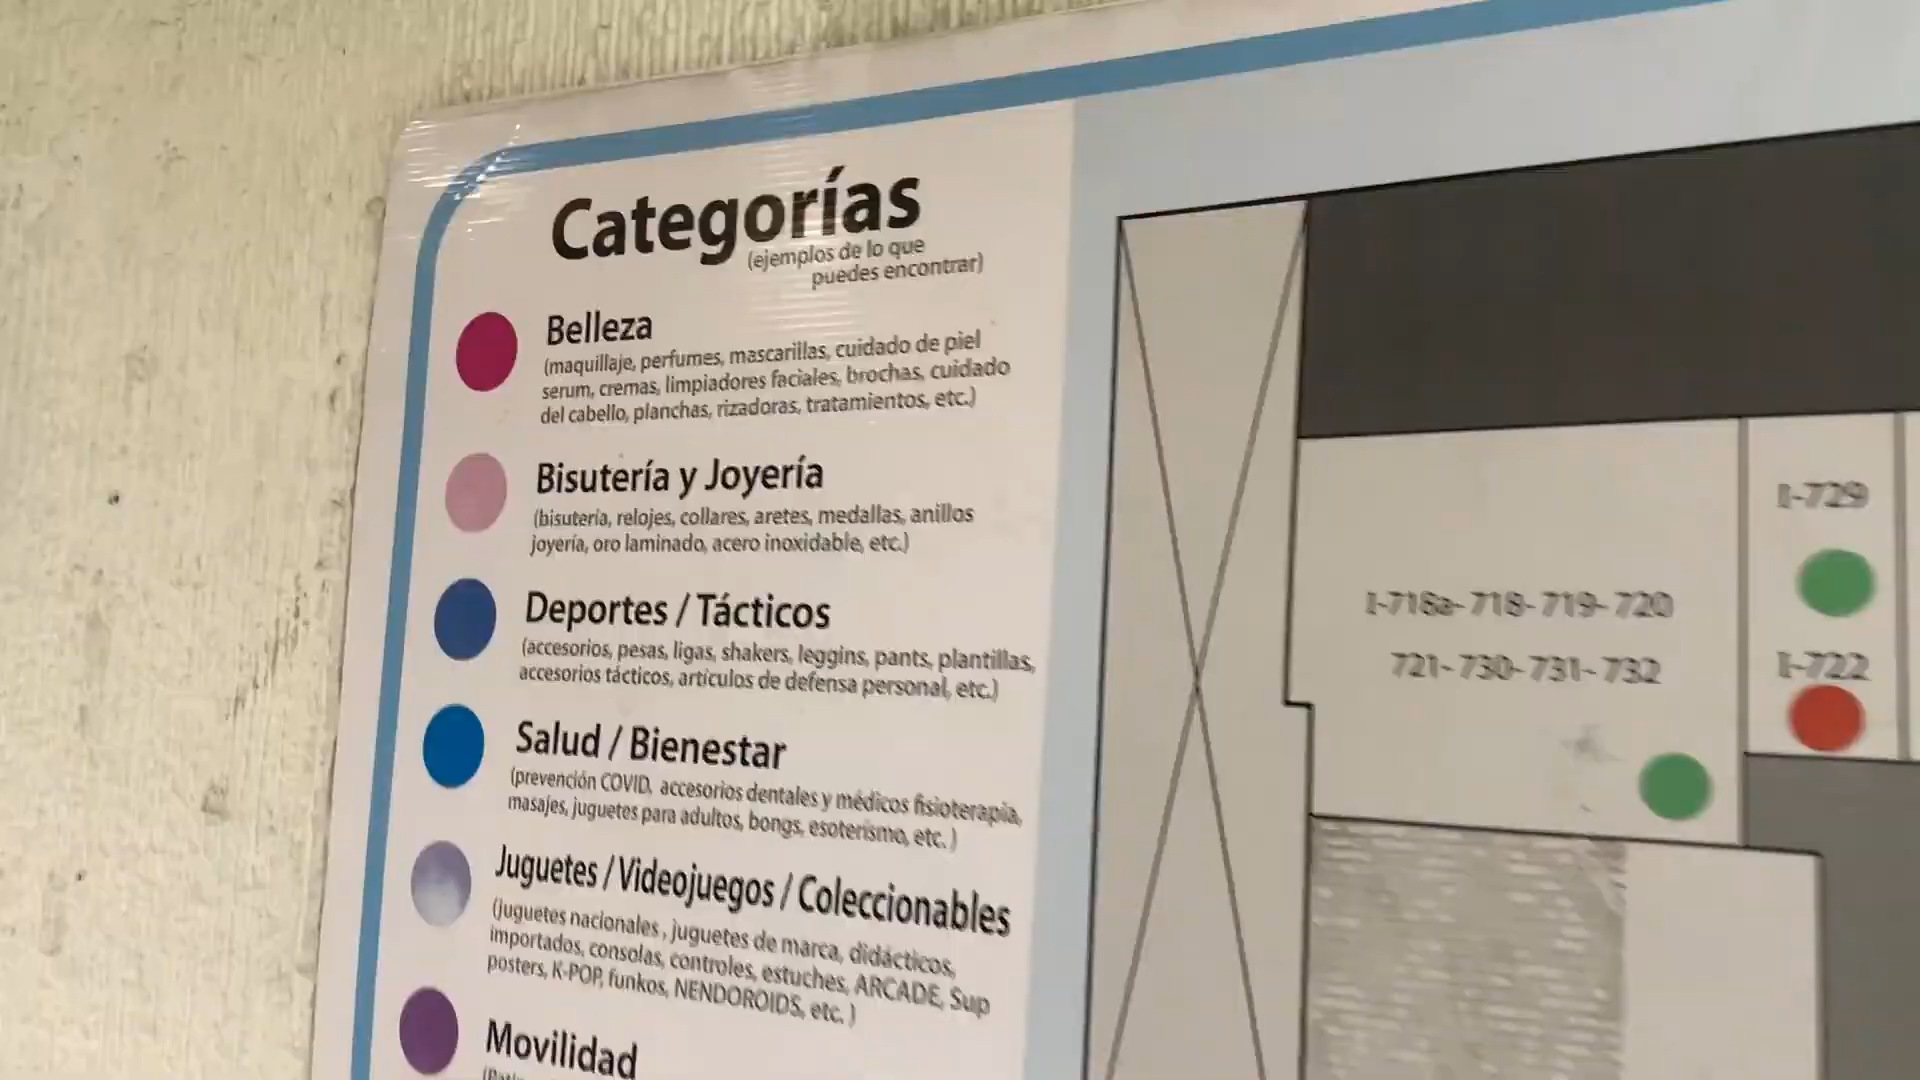 Categorías
(ejemplos de lo que
puedes encontrar)
Belleza
(maquillaje, perfumes, mascarillas, cuidado de piel
serum, cremas, limpiadores faciales, brochas, cuidado
del cabello, planchas, rizadoras, tratamientos, etc.)
Bisutería y Joyería
(bisutería, relojes, collares, aretes, medallas, anillos
joyería, oro laminado, acero inoxidable, etc.)
Deportes / Tácticos
(accesorios, pesas, ligas, shakers, leggins, pants, plantillas,
accesorios tácticos, artículos de defensa personal, etc.)
Salud / Bienestar
(prevención COVID, accesorios dentales y médicos fisioterapia,
masajes, juguetes para adultos, bongs, esoterismo, etc. )
Juguetes / Videojuegos / Coleccionables
(juguetes nacionales , juguetes de marca, didácticos,
importados, consolas, controles, estuches, ARCADE, Sup
posters, K-POP, funkos, NENDOROIDS, etc. )
Movilidad
I-729
718- 719- 720
721- 730- 731- 732
I-722